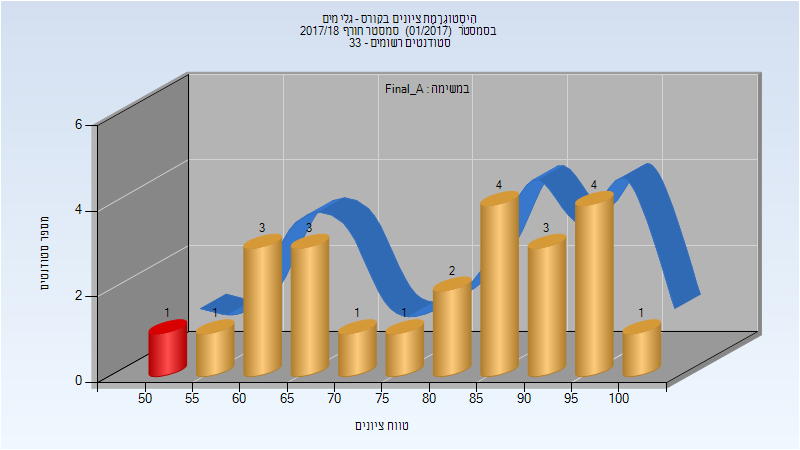 היסטוגרמת ציונים בקורס - גלי מים
בסמסטר (01/2017) סמסטר חורף 2017/18
סטודנטים רשומים - 33
במשימה : Final_A
מספר סטודנטים
6
4
2
0
1
1
3
3
1
1
2
4
3
4
1
50 55 60 65 70 75 80 85 90 95 100
טווח ציונים